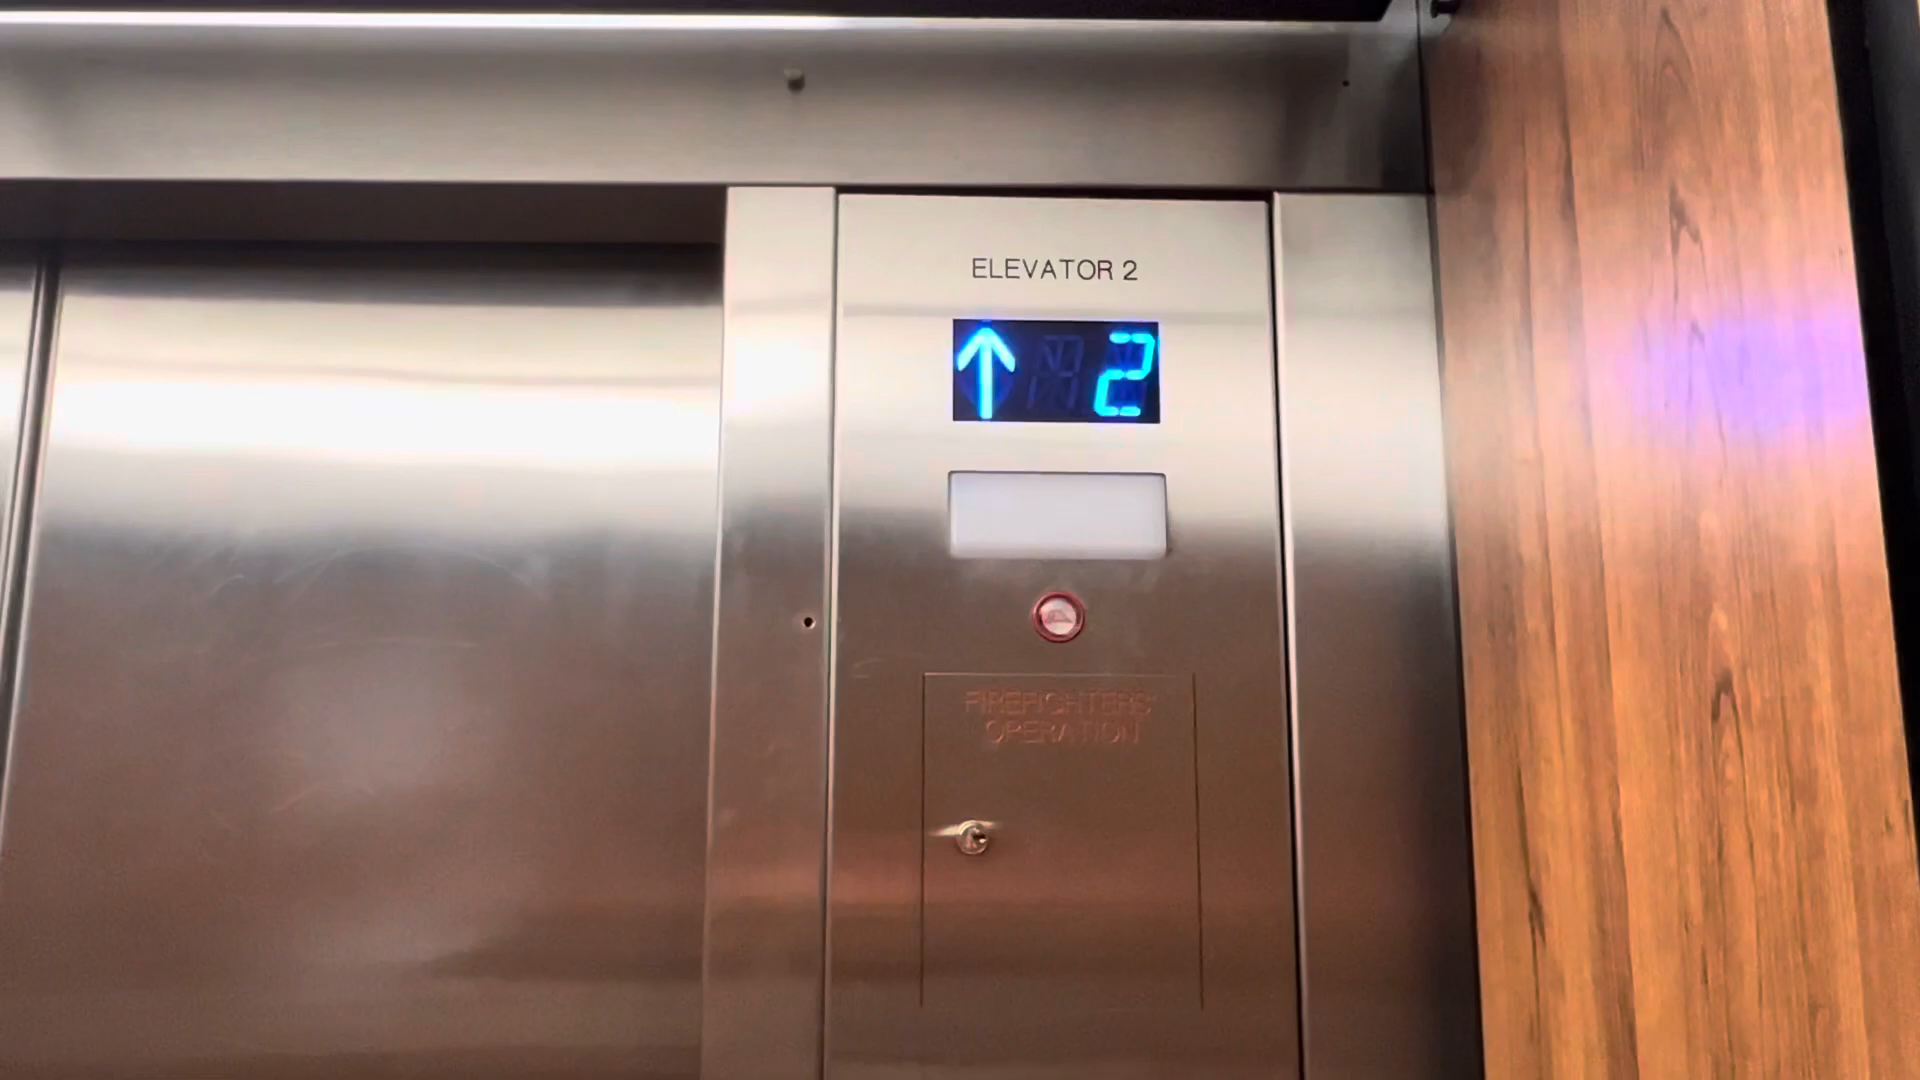 ELEVATOR 2
↑ 2
FIREFIGHTERS'
OPERATION